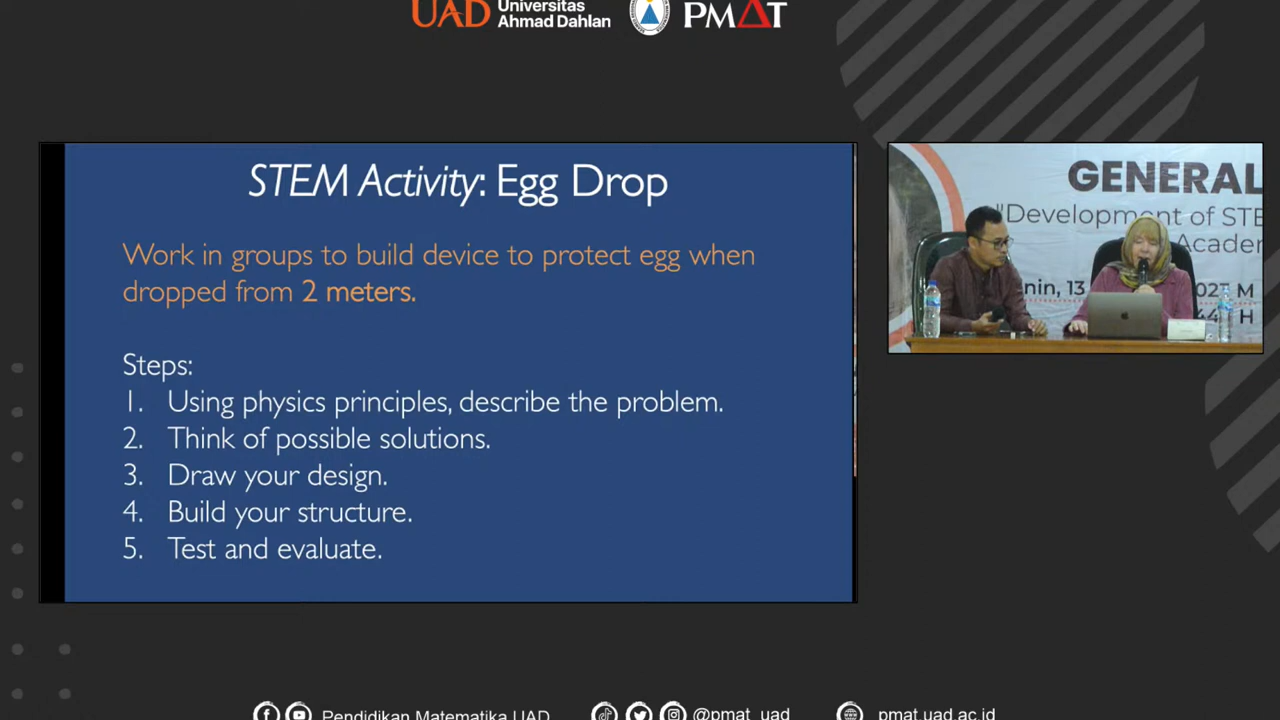 UAD Universitas Ahmad Dahlan
PMAT
STEM Activity: Egg Drop
Work in groups to build device to protect egg when
dropped from 2 meters.
Steps:
1. Using physics principles, describe the problem.
2. Think of possible solutions.
3. Draw your design.
4. Build your structure.
5. Test and evaluate.
GENERAL
"Development of STE
Acade
nin, 13
M
H
Pendidikan Matematika UAD
@pmat_uad
pmat.uad.ac.id